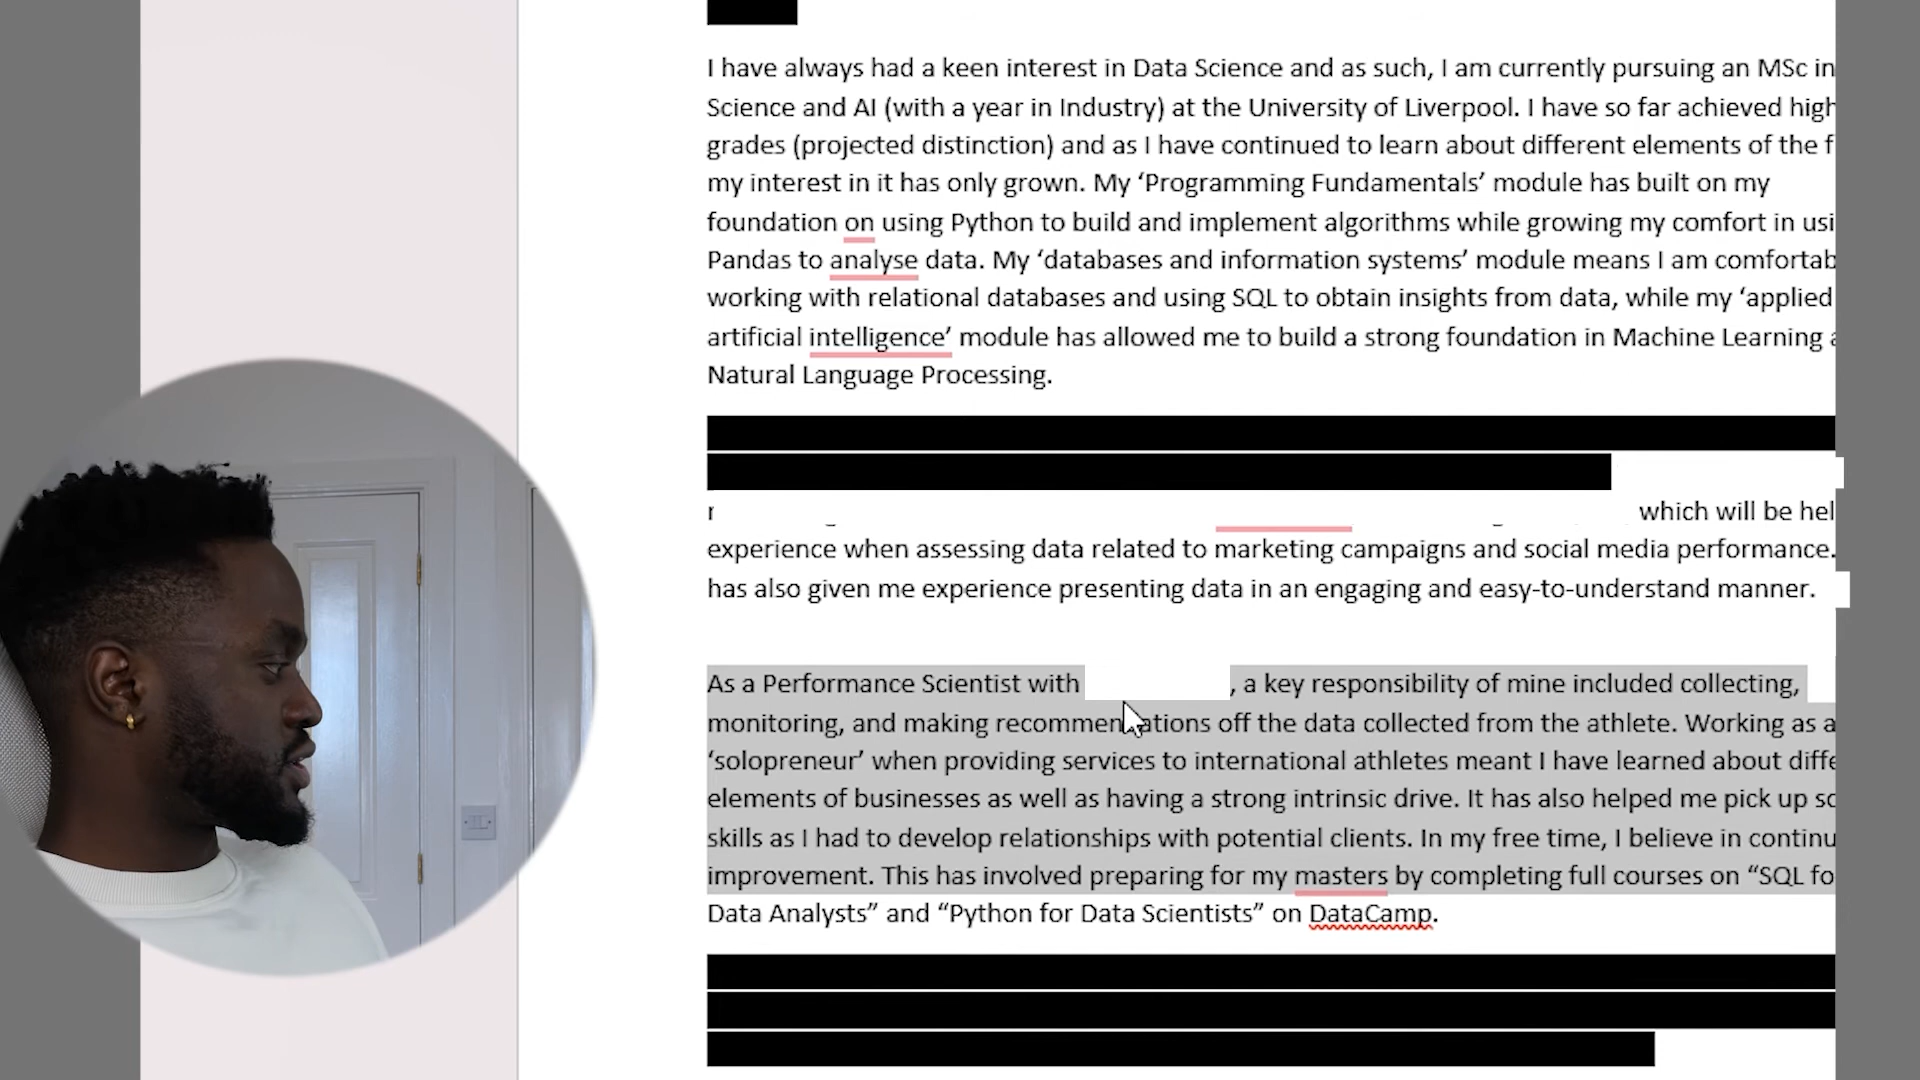 I have always had a keen interest in Data Science and as such, I am currently pursuing an MSc in
Science and AI (with a year in Industry) at the University of Liverpool. I have so far achieved high
grades (projected distinction) and as I have continued to learn about different elements of the f
my interest in it has only grown. My ‘Programming Fundamentals’ module has built on my
foundation on using Python to build and implement algorithms while growing my comfort in usi
Pandas to analyse data. My ‘databases and information systems’ module means I am comfortab
working with relational databases and using SQL to obtain insights from data, while my ‘applied
artificial intelligence’ module has allowed me to build a strong foundation in Machine Learning
Natural Language Processing.
which will be hel
experience when assessing data related to marketing campaigns and social media performance.
has also given me experience presenting data in an engaging and easy-to-understand manner.
As a Performance Scientist with , a key responsibility of mine included collecting,
monitoring, and making recommendations off the data collected from the athlete. Working as a
‘solopreneur’ when providing services to international athletes meant I have learned about diffe
elements of businesses as well as having a strong intrinsic drive. It has also helped me pick up
skills as I had to develop relationships with potential clients. In my free time, I believe in continu
improvement. This has involved preparing for my masters by completing full courses on “SQL fo
Data Analysts” and “Python for Data Scientists” on DataCamp.